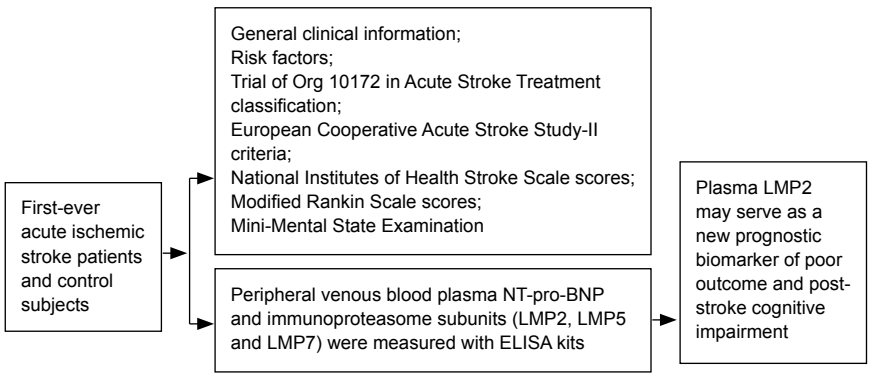 First-ever
acute ischemic
stroke patients
and control
subjects
General clinical information;
Risk factors;
Trial of Org 10172 in Acute Stroke Treatment
classification;
European Cooperative Acute Stroke Study-II
criteria;
National Institutes of Health Stroke Scale scores;
Modified Rankin Scale scores;
Mini-Mental State Examination
Peripheral venous blood plasma NT-pro-BNP
and immunoproteasome subunits (LMP2, LMP5
and LMP7) were measured with ELISA kits
Plasma LMP2
may serve as a
new prognostic
biomarker of poor
outcome and post-
stroke cognitive
impairment